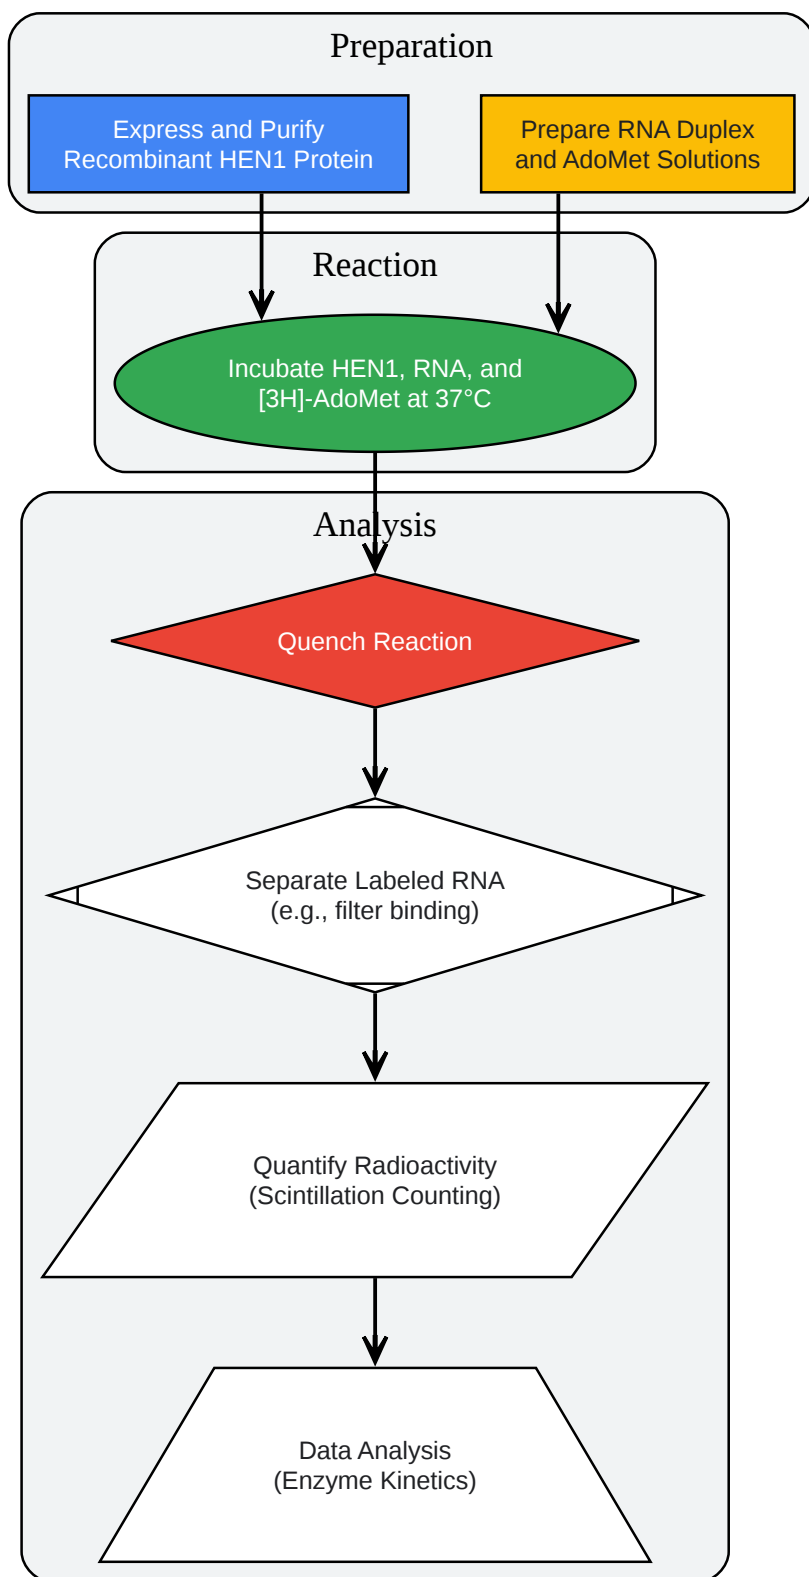 Preparation
Express and Purify
Recombinant HEN1 Protein
Prepare RNA Duplex
and AdoMet Solutions
Reaction
Incubate HEN1, RNA, and
[3H]-AdoMet at 37°C
Analysis
Quench Reaction
Separate Labeled RNA
(e.g., filter binding)
Quantify Radioactivity
(Scintillation Counting)
Data Analysis
(Enzyme Kinetics)